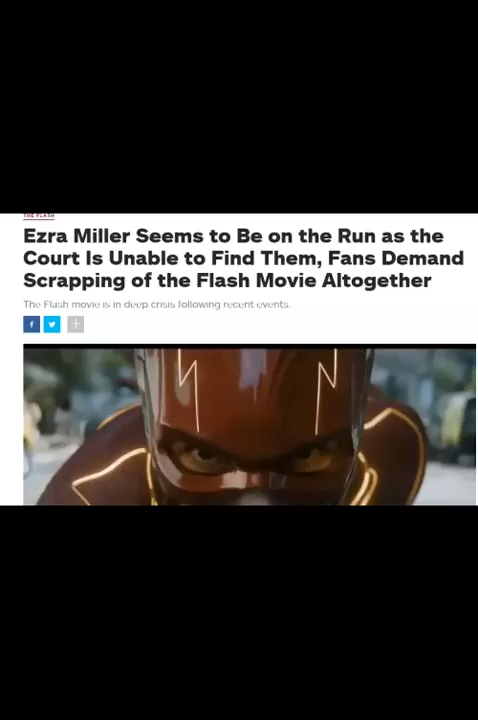 THE FLASH
Ezra Miller Seems to Be on the Run as the
Court Is Unable to Find Them, Fans Demand
Scrapping of the Flash Movie Altogether
The Flash movie is in deep crisis following recent events.
f